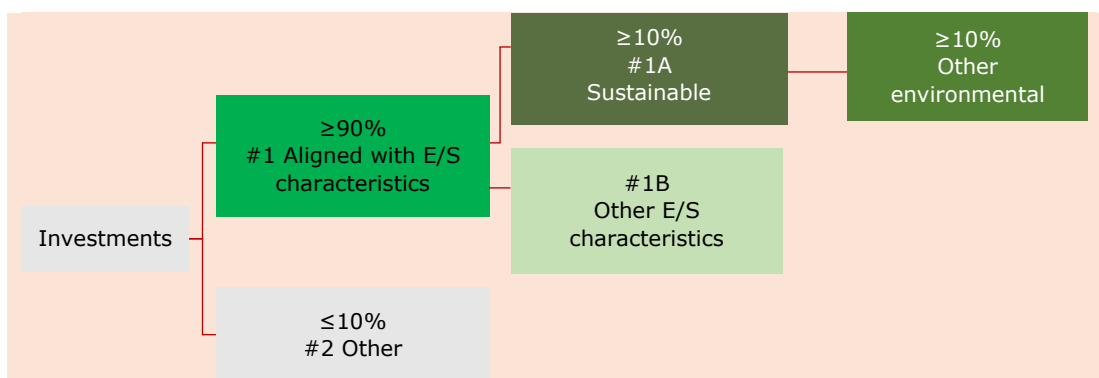 Investments
≥90%
#1 Aligned with E/S
characteristics
≤10%
#2 Other
≥10%
#1A
Sustainable
#1B
Other E/S
characteristics
≥10%
Other
environmental